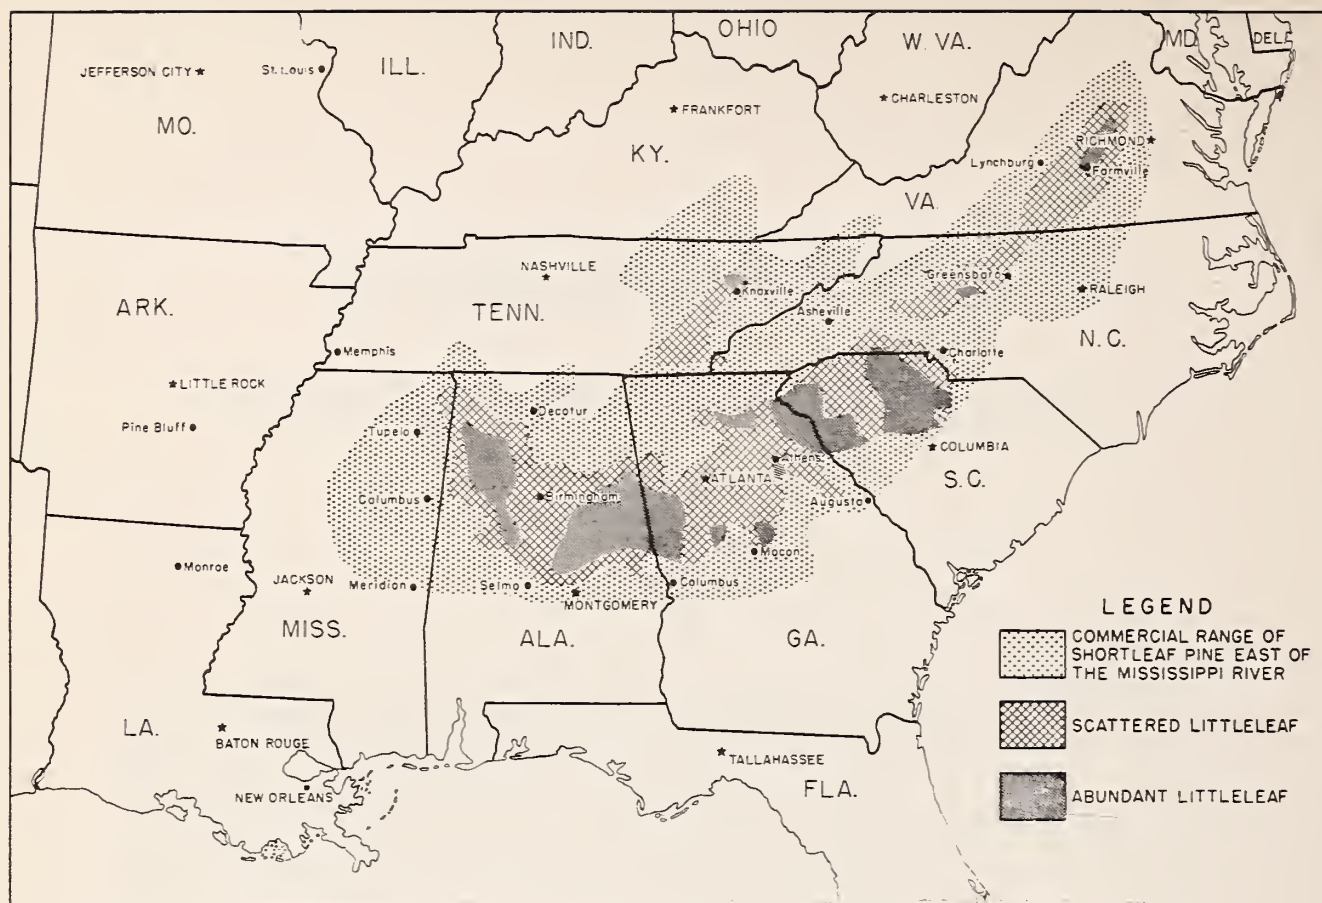 OHIO
IND.
W. VA.
MD.
DEL.
ILL.
JEFFERSON CITY
St. Louis
CHARLESTON
FRANKFORT
MO.
RICHMOND
KY.
Lynchburg
Farmville
VA.
NASHVILLE
Greensboro
Knoxville
RALEIGH
ARK.
TENN.
Asheville
N.C.
Memphis
Charlotte
LITTLE ROCK
Decatur
Pine Bluff
Tupelo
COLUMBIA
Athens
ATLANTA
S.C.
Columbus
Birmingham
Augusta
Macon
Monroe
JACKSON
Meridian
Selma
Columbus
MONTGOMERY
MISS.
ALA.
GA.
LA.
BATON ROUGE
TALLAHASSEE
NEW ORLEANS
FLA.
LEGEND
COMMERCIAL RANGE OF
SHORTLEAF PINE EAST OF
THE MISSISSIPPI RIVER
SCATTERED LITTLELEAF
ABUNDANT LITTLELEAF